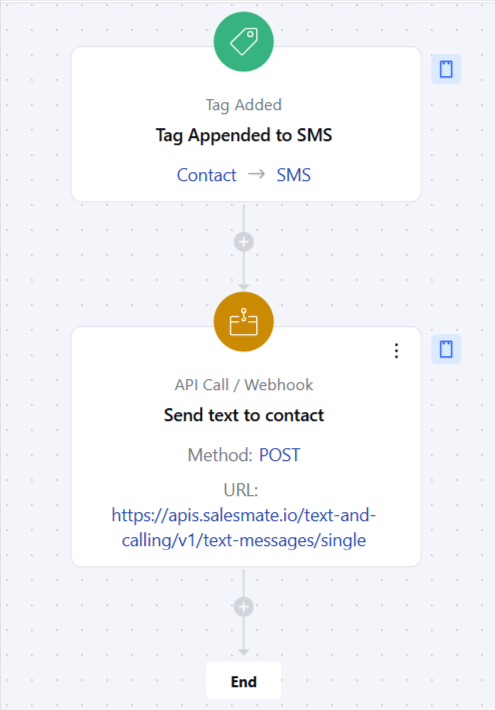 Tag Added
Tag Appended to SMS
Contact → SMS
API Call / Webhook
Send text to contact
Method: POST
URL:
https://apis.salesmate.io/text-and-
calling/v1/text-messages/single
End